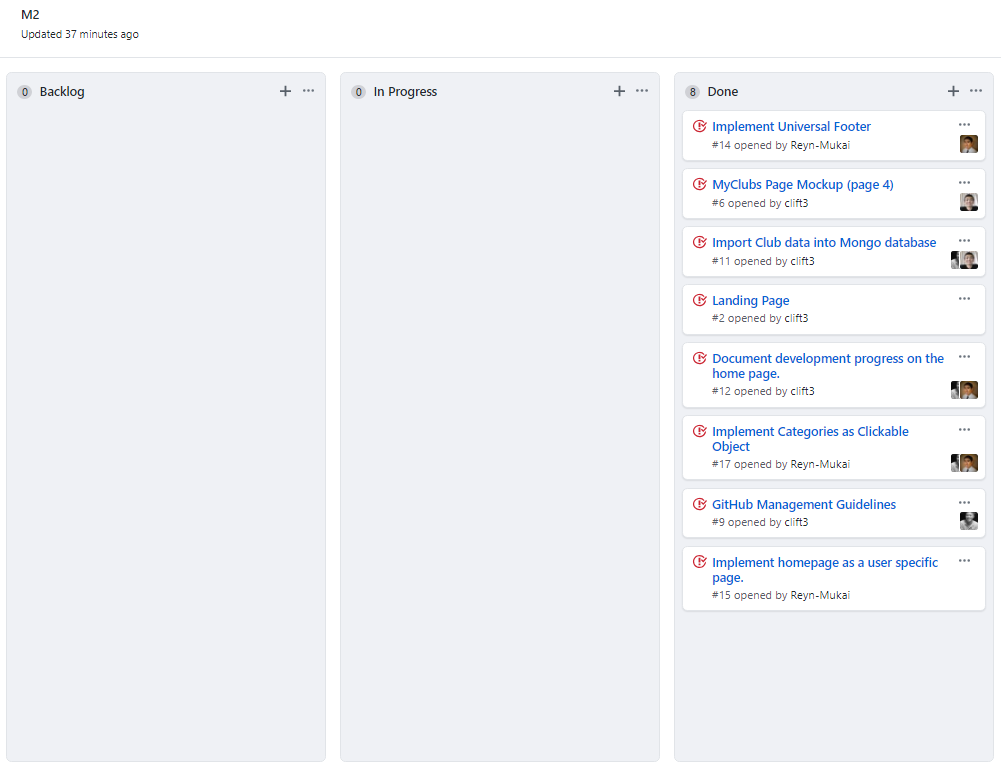 M2
Updated 37 minutes ago
0 Backlog
0 In Progress
8 Done
Implement Universal Footer
#14 opened by Reyn-Mukai
MyClubs Page Mockup (page 4)
#6 opened by clift3
Import Club data into Mongo database
#11 opened by clift3
Landing Page
#2 opened by clift3
Document development progress on the
home page.
#12 opened by clift3
Implement Categories as Clickable
Object
#17 opened by Reyn-Mukai
GitHub Management Guidelines
#9 opened by clift3
Implement homepage as a user specific
page.
#15 opened by Reyn-Mukai